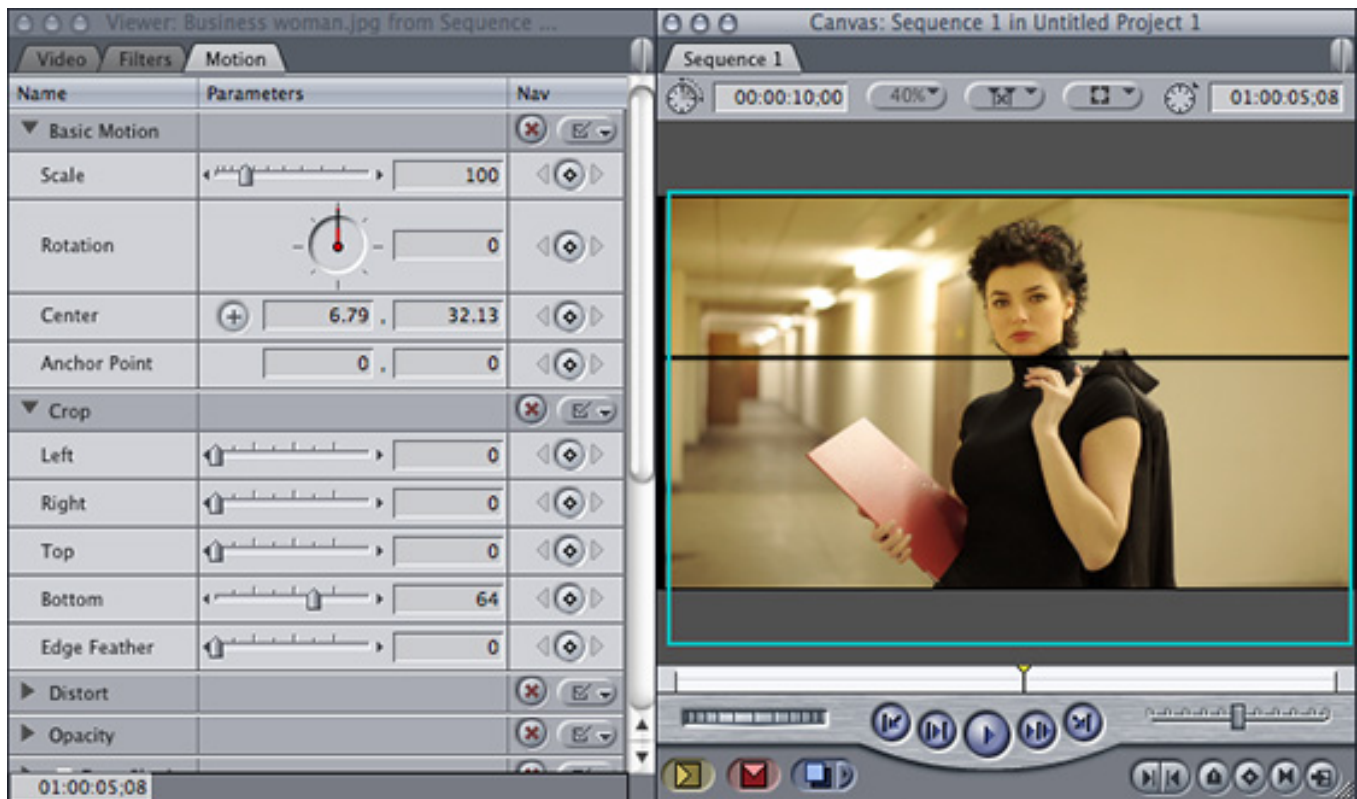 Viewer: Business woman.jpg from Sequence ...
Video Filters Motion
Name Parameters Nav
Basic Motion
Scale 100
Rotation 0
Center 6.79 , 32.13
Anchor Point 0 , 0
Crop
Left 0
Right 0
Top 0
Bottom 64
Edge Feather 0
Distort
Opacity
01:00:05;08
Canvas: Sequence 1 in Untitled Project 1
Sequence 1
00:00:10;00 40% 01:00:05;08